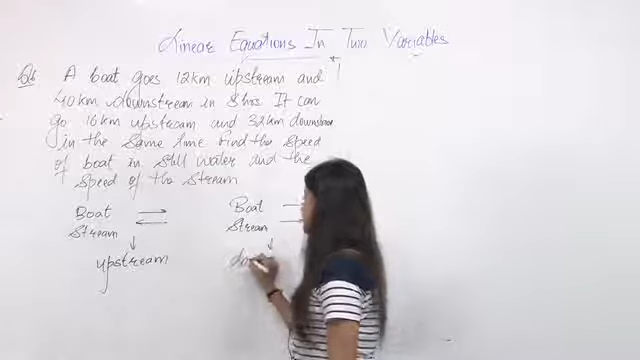 Linear Equations In Two Variables
Q6 A boat goes 12km upstream and
40km downstream in 8hrs. It can
go 16km upstream and 32km downstream
in the same time Find the speed
of boat in still water and the
speed of the stream
Boat Boat
Stream Stream
upstream do